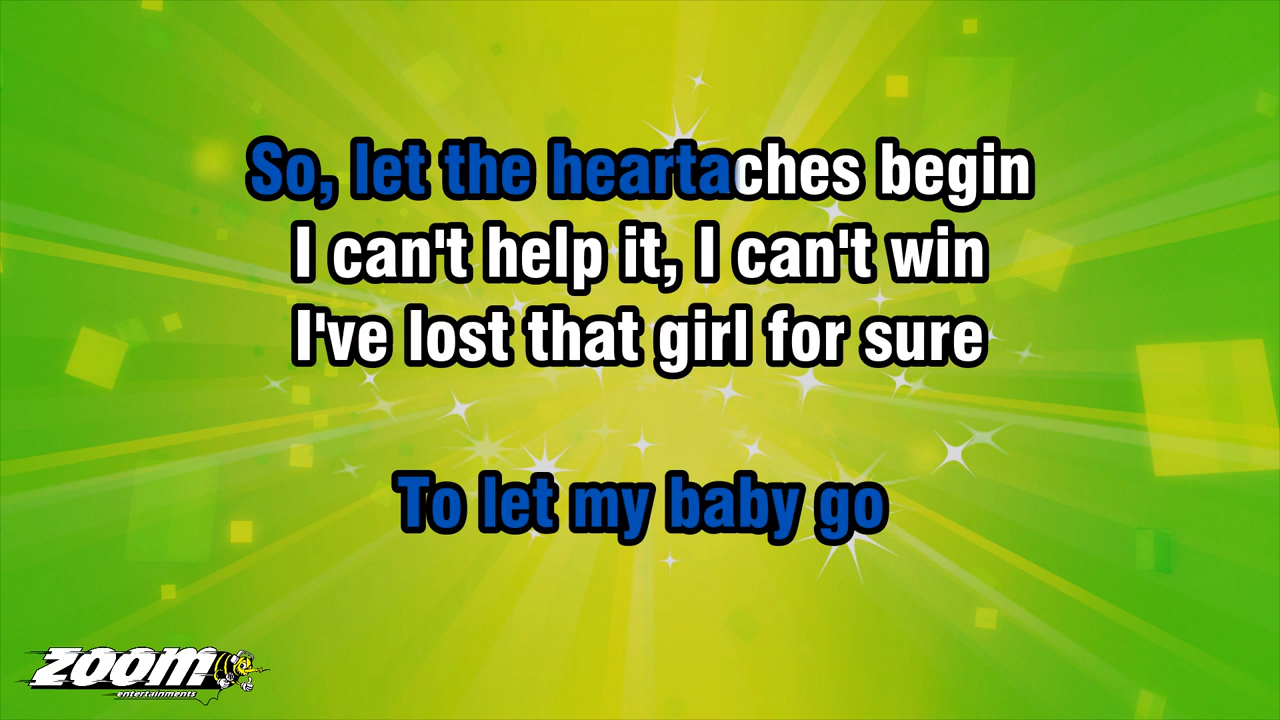 So, let the heartaches begin
I can't help it, I can't win
I've lost that girl for sure
To let my baby go
zoom
entertainments